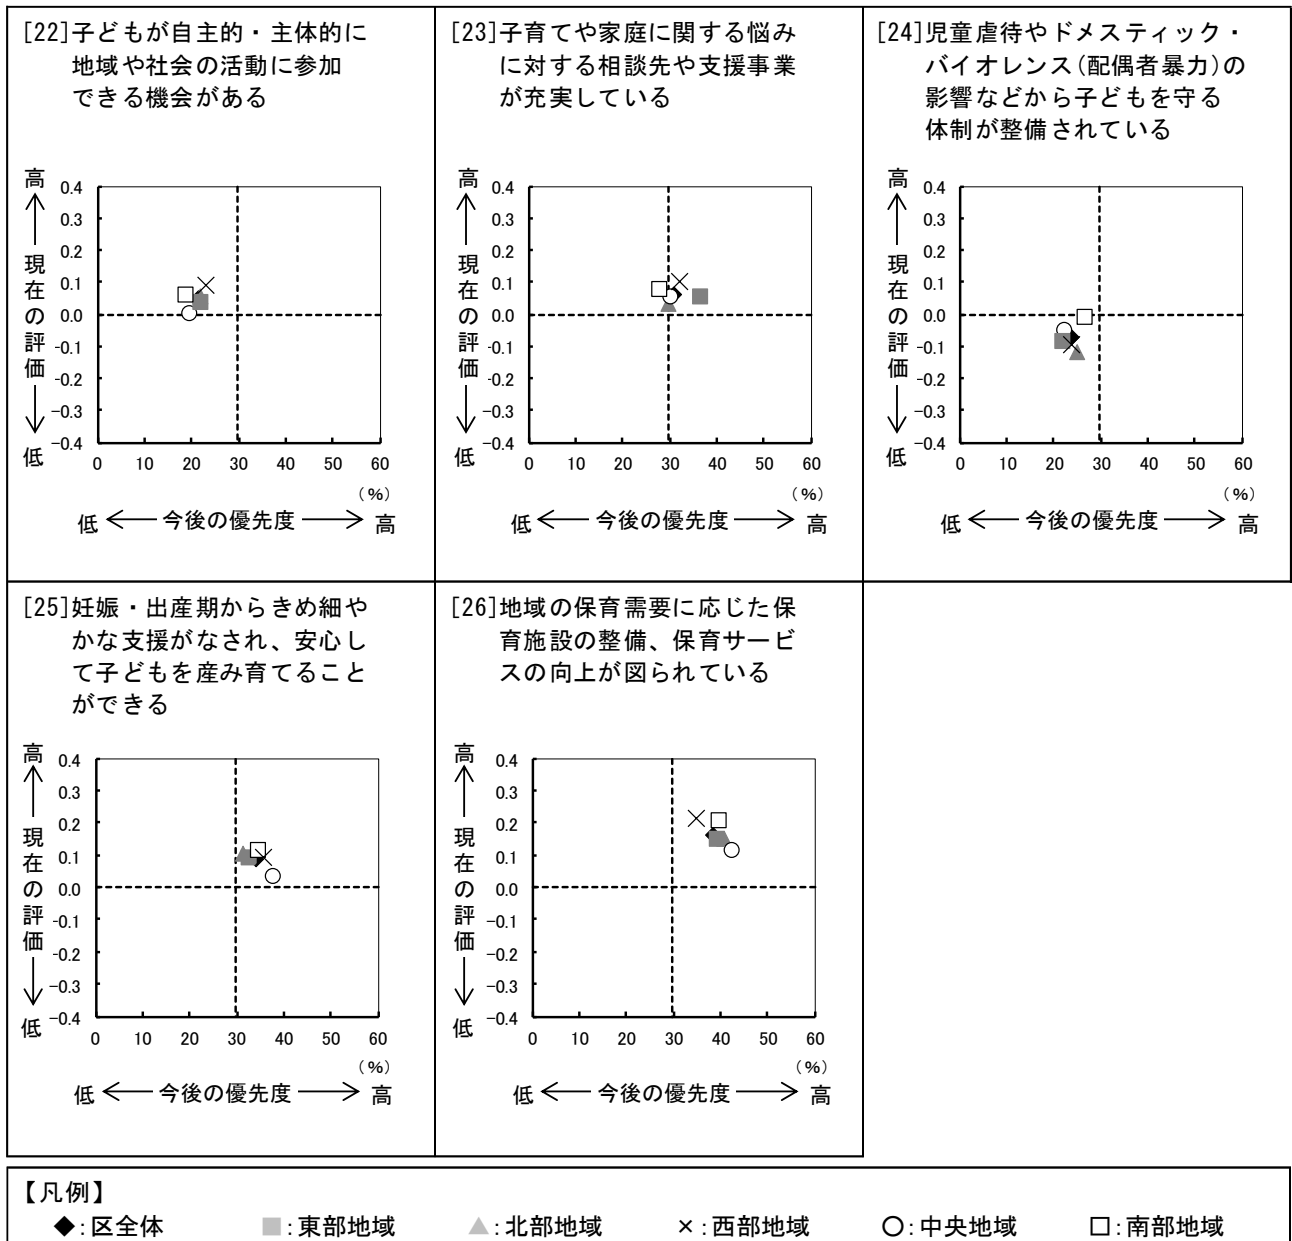 [22]子どもが自主的・主体的に
地域や社会の活動に参加
できる機会がある
高
現在の評価
低
0.4
0.3
0.2
0.1
0.0
-0.1
-0.2
-0.3
-0.4
0 10 20 30 40 50 60
(%)
低 ← 今後の優先度 → 高
[23]子育てや家庭に関する悩み
に対する相談先や支援事業
が充実している
高
現在の評価
低
0.4
0.3
0.2
0.1
0.0
-0.1
-0.2
-0.3
-0.4
0 10 20 30 40 50 60
(%)
低 ← 今後の優先度 → 高
[24]児童虐待やドメスティック・
バイオレンス(配偶者暴力)の
影響などから子どもを守る
体制が整備されている
高
現在の評価
低
0.4
0.3
0.2
0.1
0.0
-0.1
-0.2
-0.3
-0.4
0 10 20 30 40 50 60
(%)
低 ← 今後の優先度 → 高
[25]妊娠・出産期からきめ細や
かな支援がなされ、安心し
て子どもを産み育てること
ができる
高
現在の評価
低
0.4
0.3
0.2
0.1
0.0
-0.1
-0.2
-0.3
-0.4
0 10 20 30 40 50 60
(%)
低 ← 今後の優先度 → 高
[26]地域の保育需要に応じた保
育施設の整備、保育サービ
スの向上が図られている
高
現在の評価
低
0.4
0.3
0.2
0.1
0.0
-0.1
-0.2
-0.3
-0.4
0 10 20 30 40 50 60
(%)
低 ← 今後の優先度 → 高
【凡例】
◆:区全体 ■:東部地域 ▲:北部地域 ×:西部地域 ○:中央地域 □:南部地域